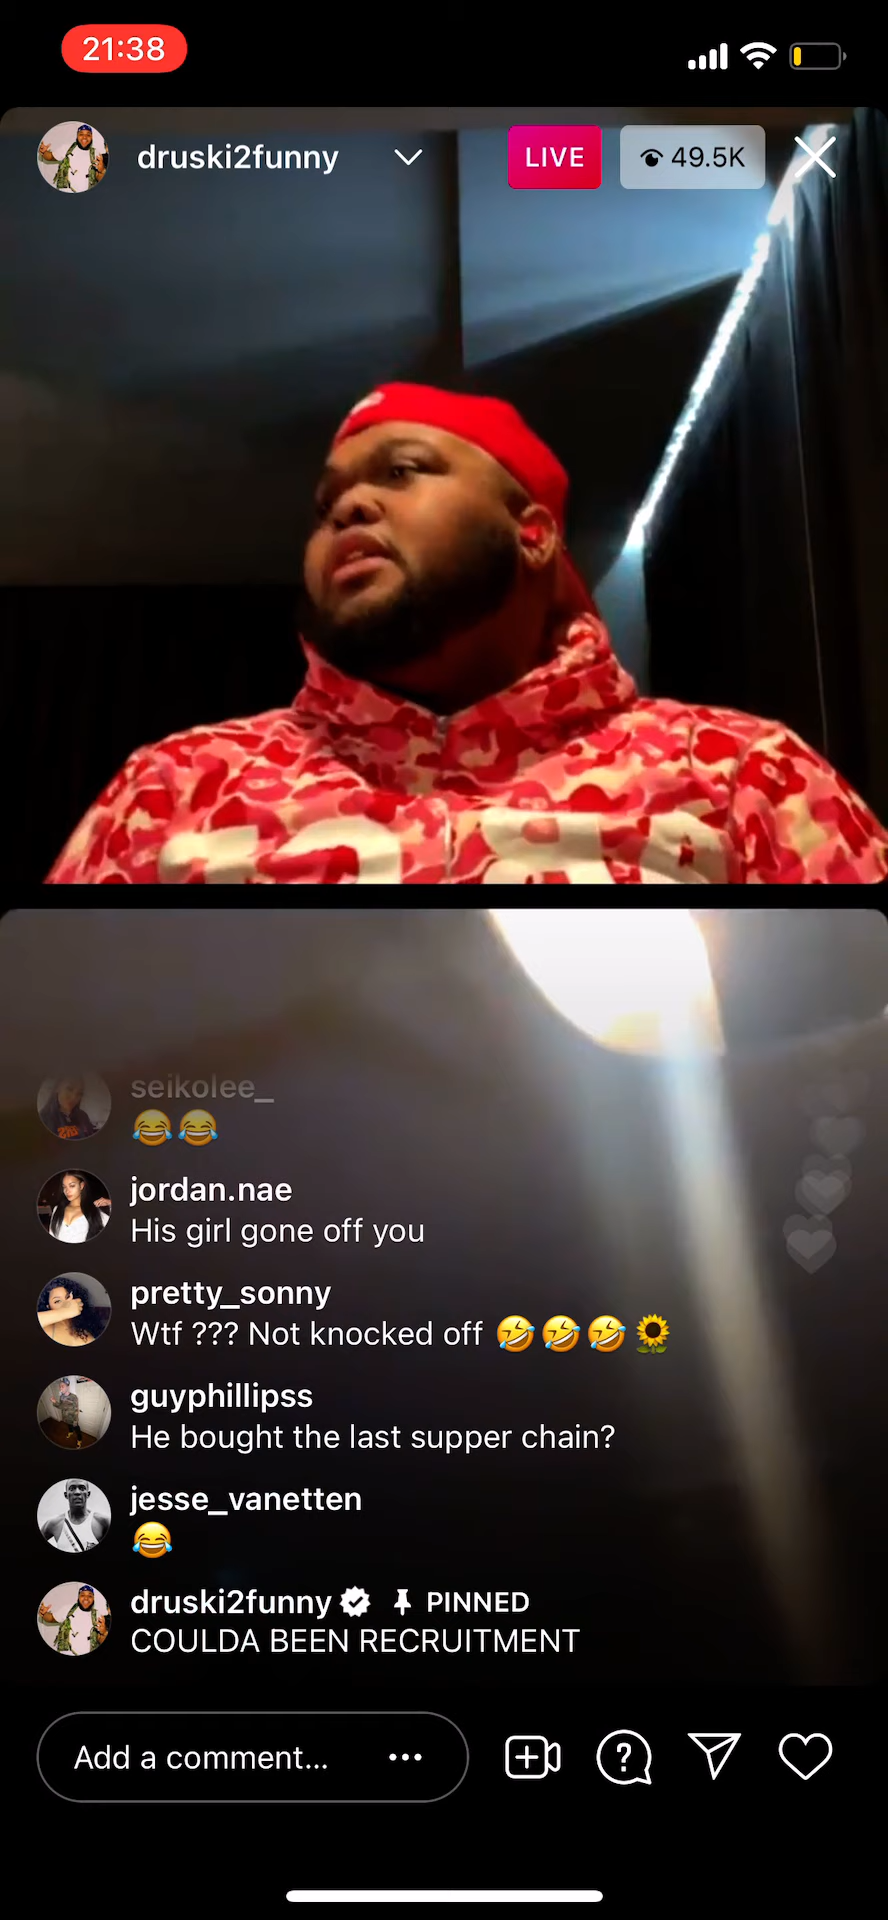 21:38
druski2funny
LIVE
49.5K
seikolee_
😂😂
jordan.nae
His girl gone off you
pretty_sonny
Wtf ??? Not knocked off 🤣🤣🤣🌻
guyphillipss
He bought the last supper chain?
jesse_vanetten
😂
druski2funny PINNED
COULDA BEEN RECRUITMENT
Add a comment...